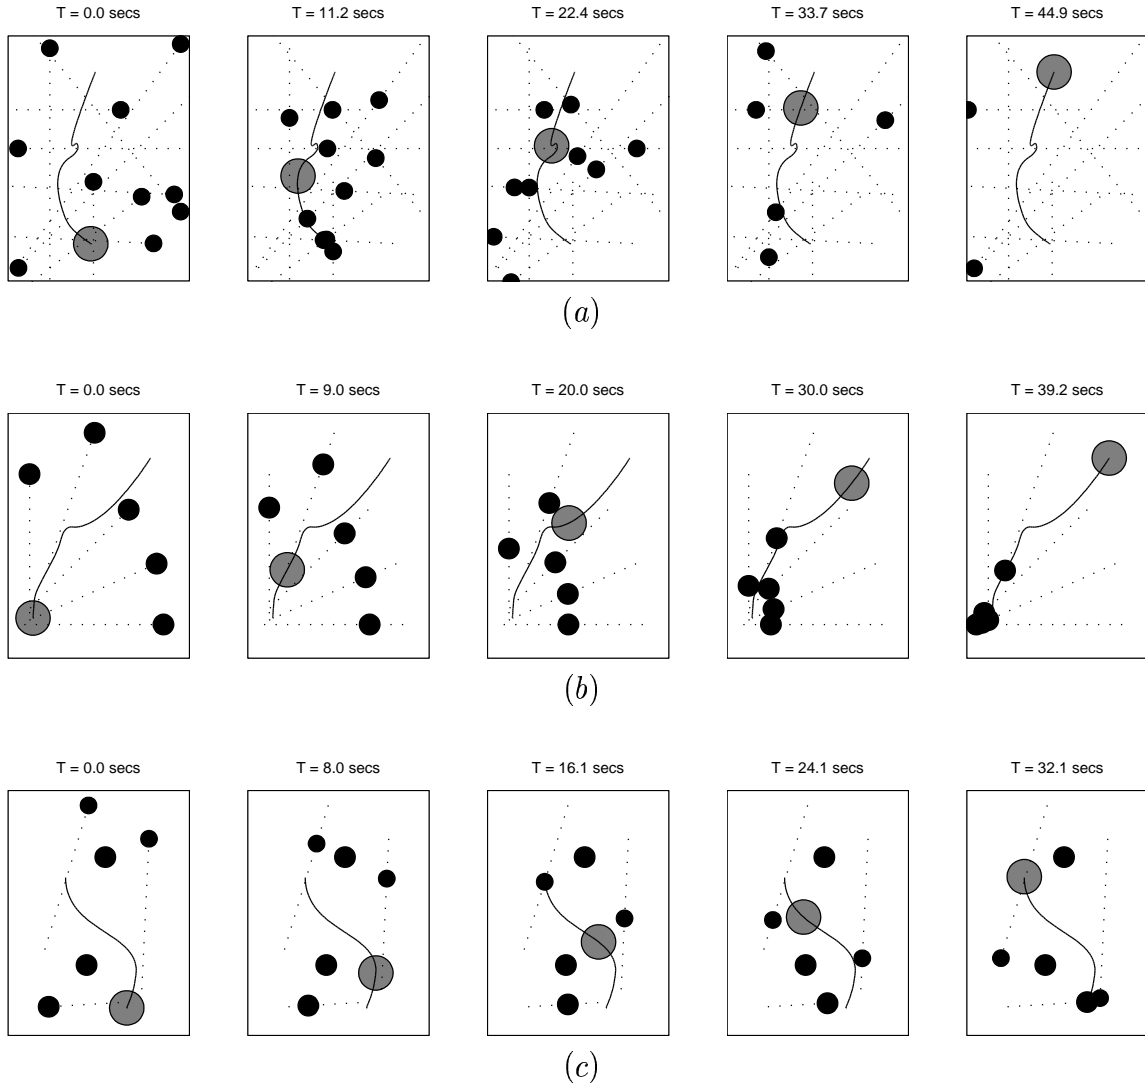 T = 0.0 secs T = 11.2 secs T = 22.4 secs T = 33.7 secs T = 44.9 secs
(a)
T = 0.0 secs T = 9.0 secs T = 20.0 secs T = 30.0 secs T = 39.2 secs
(b)
T = 0.0 secs T = 8.0 secs T = 16.1 secs T = 24.1 secs T = 32.1 secs
(c)